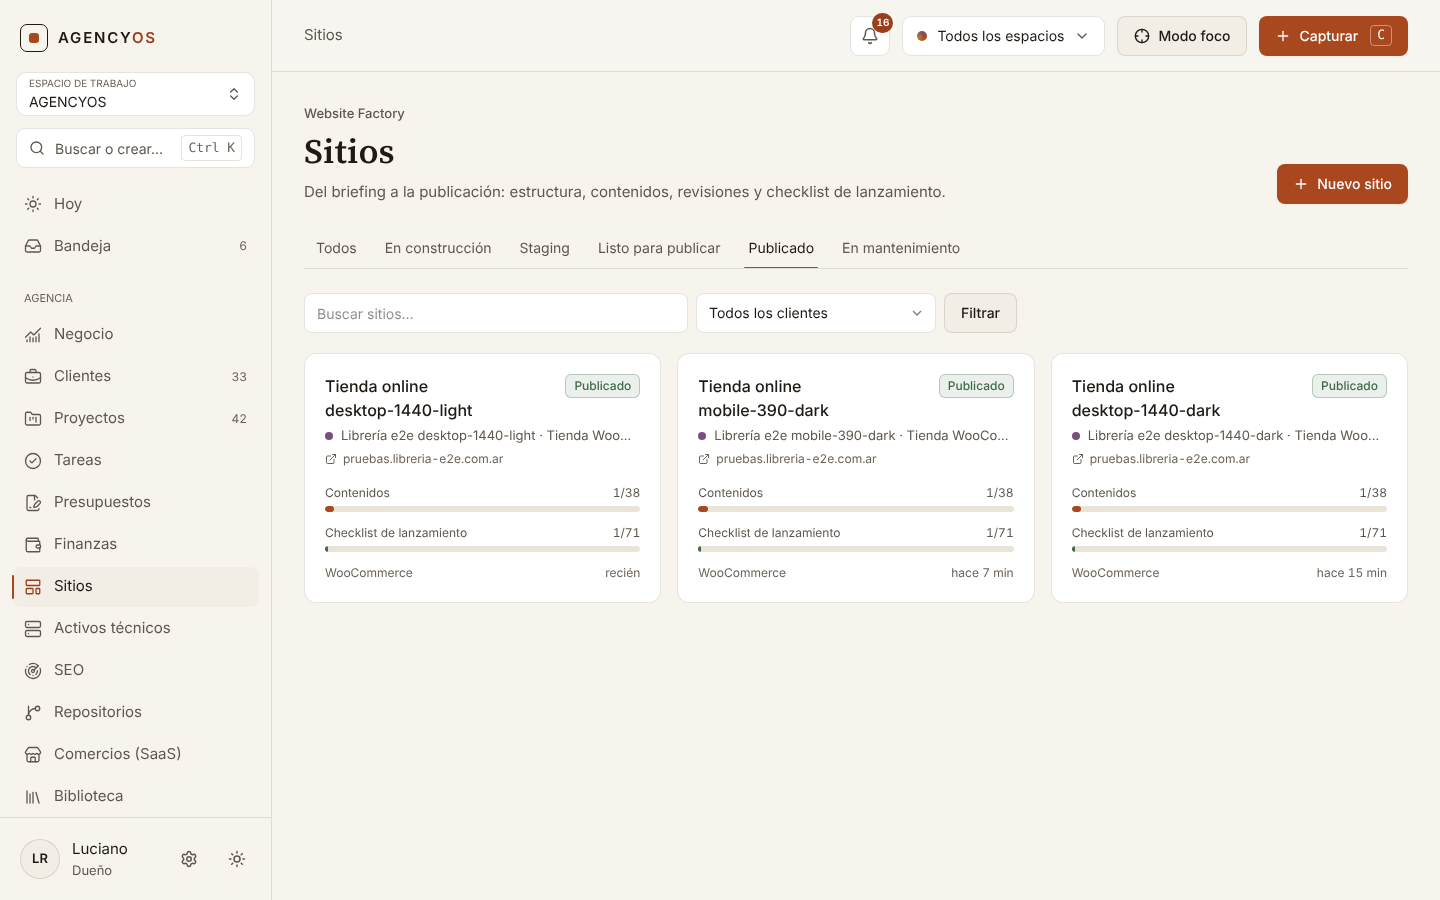 AGENCYOS
ESPACIO DE TRABAJO
AGENCYOS
Buscar o crear... Ctrl K
Hoy
Bandeja 6
AGENCIA
Negocio
Clientes 33
Proyectos 42
Tareas
Presupuestos
Finanzas
Sitios
Activos técnicos
SEO
Repositorios
Comercios (SaaS)
Biblioteca
LR
Luciano
Dueño
Sitios
16
Todos los espacios
Modo foco
Capturar C
Website Factory
Sitios
Del briefing a la publicación: estructura, contenidos, revisiones y checklist de lanzamiento.
Nuevo sitio
Todos En construcción Staging Listo para publicar Publicado En mantenimiento
Buscar sitios...
Todos los clientes
Filtrar
Tienda online
desktop-1440-light
Publicado
Librería e2e desktop-1440-light · Tienda Woo...
pruebas.libreria-e2e.com.ar
Contenidos 1/38
Checklist de lanzamiento 1/71
WooCommerce recién
Tienda online
mobile-390-dark
Publicado
Librería e2e mobile-390-dark · Tienda WooCo...
pruebas.libreria-e2e.com.ar
Contenidos 1/38
Checklist de lanzamiento 1/71
WooCommerce hace 7 min
Tienda online
desktop-1440-dark
Publicado
Librería e2e desktop-1440-dark · Tienda Woo...
pruebas.libreria-e2e.com.ar
Contenidos 1/38
Checklist de lanzamiento 1/71
WooCommerce hace 15 min